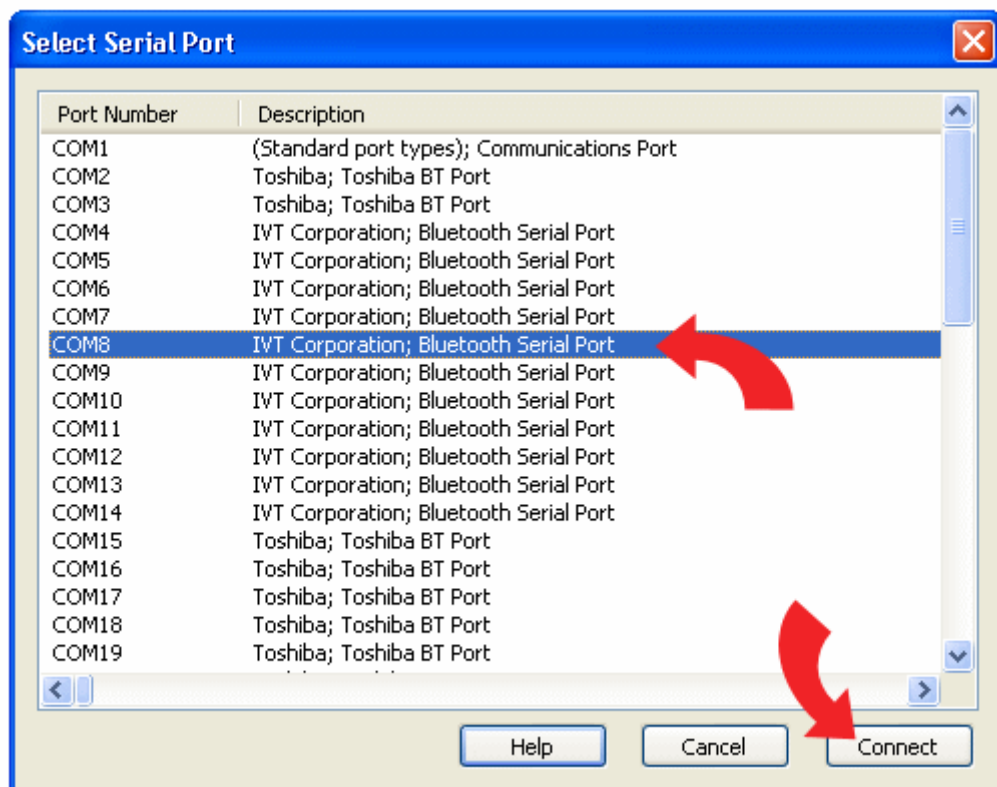 Select Serial Port
Port Number Description
COM1 (Standard port types); Communications Port
COM2 Toshiba; Toshiba BT Port
COM3 Toshiba; Toshiba BT Port
COM4 IVT Corporation; Bluetooth Serial Port
COM5 IVT Corporation; Bluetooth Serial Port
COM6 IVT Corporation; Bluetooth Serial Port
COM7 IVT Corporation; Bluetooth Serial Port
COM8 IVT Corporation; Bluetooth Serial Port
COM9 IVT Corporation; Bluetooth Serial Port
COM10 IVT Corporation; Bluetooth Serial Port
COM11 IVT Corporation; Bluetooth Serial Port
COM12 IVT Corporation; Bluetooth Serial Port
COM13 IVT Corporation; Bluetooth Serial Port
COM14 IVT Corporation; Bluetooth Serial Port
COM15 Toshiba; Toshiba BT Port
COM16 Toshiba; Toshiba BT Port
COM17 Toshiba; Toshiba BT Port
COM18 Toshiba; Toshiba BT Port
COM19 Toshiba; Toshiba BT Port
Help Cancel Connect